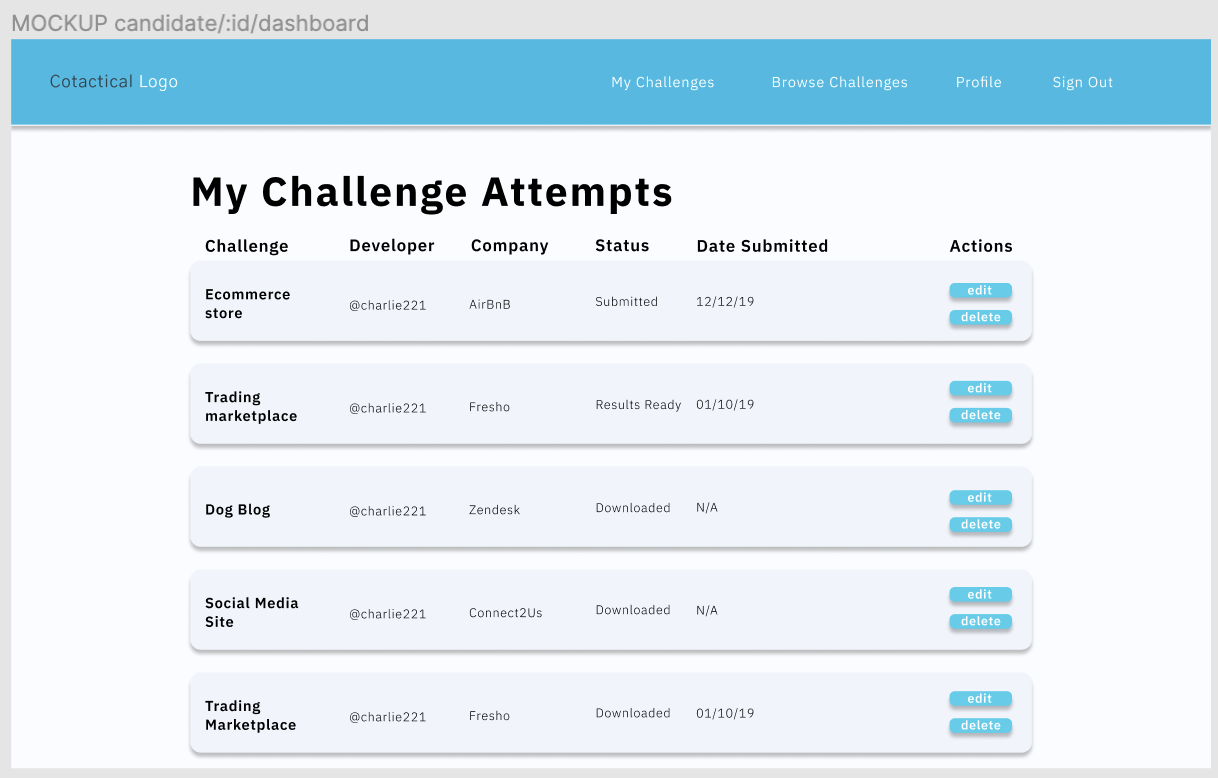 MOCKUP candidate/:id/dashboard
Cotactical Logo My Challenges Browse Challenges Profile Sign Out
My Challenge Attempts
Challenge Developer Company Status Date Submitted Actions
Ecommerce
store
@charlie221 AirBnB Submitted 12/12/19
edit
delete
Trading
marketplace
@charlie221 Fresho Results Ready 01/10/19
edit
delete
Dog Blog @charlie221 Zendesk Downloaded N/A
edit
delete
Social Media
Site
@charlie221 Connect2Us Downloaded N/A
edit
delete
Trading
Marketplace
@charlie221 Fresho Downloaded 01/10/19
edit
delete